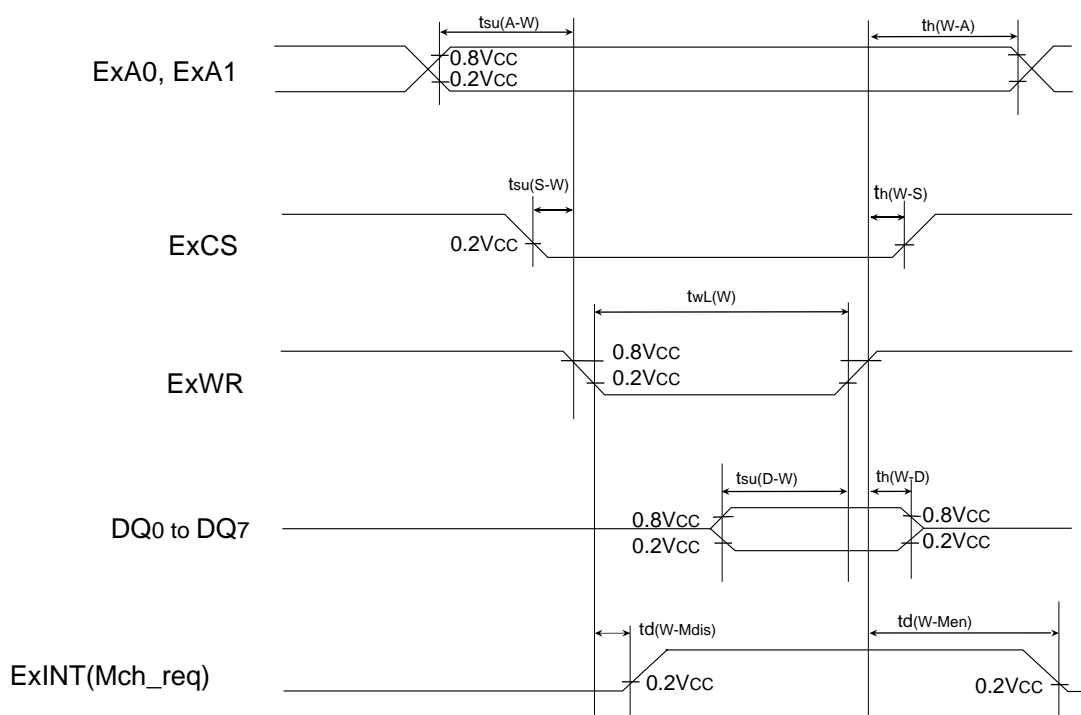 tsu(A-W)
th(W-A)
ExA0, ExA1
0.8VCC
0.2VCC
tsu(S-W)
th(W-S)
ExCS
0.2VCC
twL(W)
0.8VCC
ExWR
0.2VCC
tsu(D-W)
th(W-D)
DQ0 to DQ7
0.8VCC
0.8VCC
0.2VCC
0.2VCC
td(W-Mdis)
td(W-Men)
ExINT(Mch_req)
0.2VCC
0.2VCC